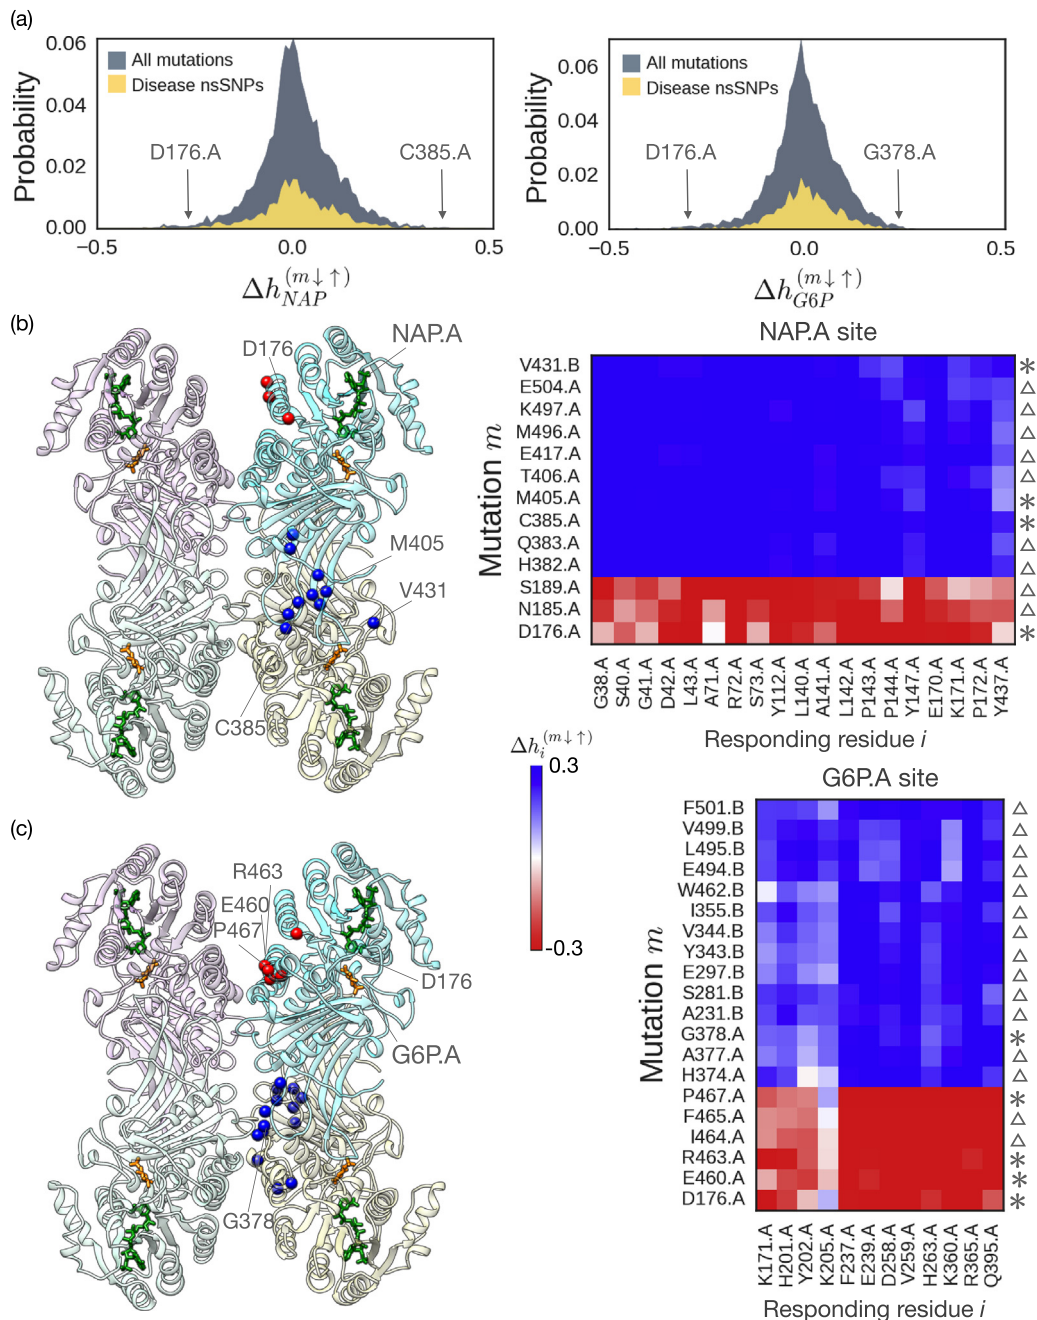 (a)
0.06
0.04
0.02
0.00
Probability
All mutations
Disease nsSNPs
D176.A
C385.A
−0.5
0.0
0.5
Δh_{NAP}^{(m↓↑)}
0.06
0.04
0.02
0.00
Probability
All mutations
Disease nsSNPs
D176.A
G378.A
−0.5
0.0
0.5
Δh_{G6P}^{(m↓↑)}
(b)
NAP.A
D176
M405
V431
C385
NAP.A site
Mutation m
V431.B *
E504.A △
K497.A △
M496.A △
E417.A △
T406.A △
M405.A *
C385.A *
Q383.A △
H382.A △
S189.A △
N185.A △
D176.A *
G38.A
S40.A
G41.A
D42.A
L43.A
A71.A
R72.A
S73.A
Y112.A
L140.A
A141.A
L142.A
P143.A
P144.A
Y147.A
E170.A
K171.A
P172.A
Y437.A
Responding residue i
Δh_i^{(m↓↑)}
0.3
-0.3
(c)
R463
E460
P467
D176
G6P.A
G378
G6P.A site
Mutation m
F501.B △
V499.B △
L495.B △
E494.B △
W462.B △
I355.B △
V344.B △
Y343.B △
E297.B △
S281.B △
A231.B △
G378.A *
A377.A △
H374.A △
P467.A *
F465.A △
I464.A △
R463.A *
E460.A *
D176.A *
K171.A
H201.A
Y202.A
K205.A
F237.A
E239.A
D258.A
V259.A
H263.A
K360.A
R365.A
Q395.A
Responding residue i